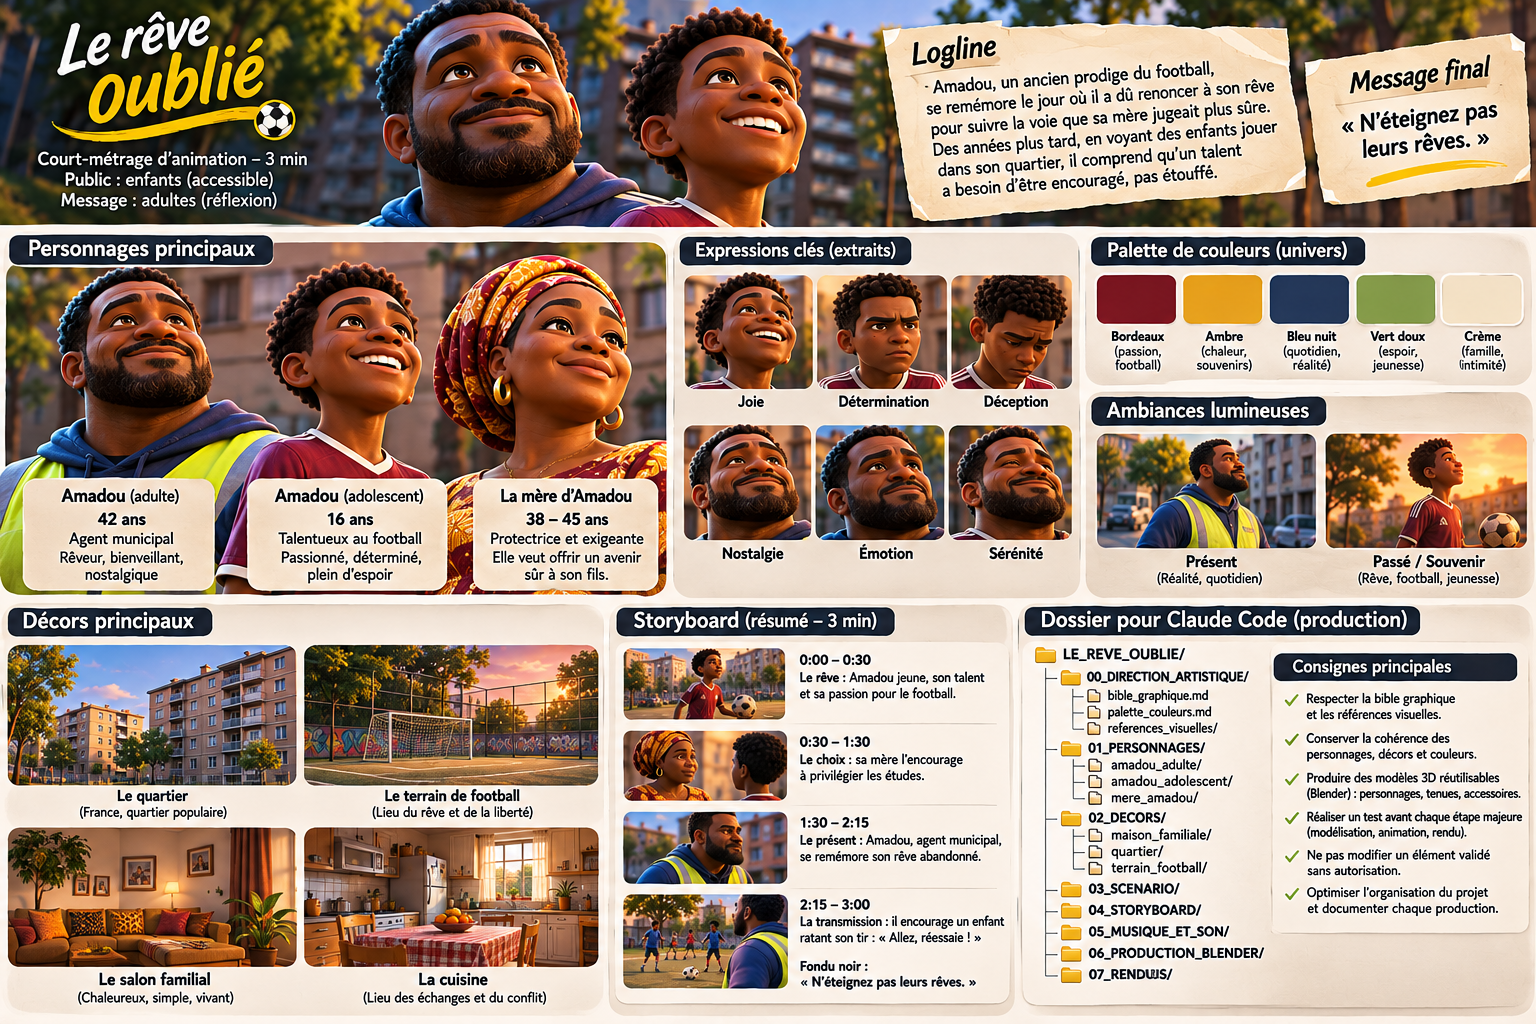 Le rêve
oublié
Court-métrage d'animation – 3 min
Public : enfants (accessible)
Message : adultes (réflexion)
Logline
- Amadou, un ancien prodige du football,
se remémore le jour où il a dû renoncer à son rêve
pour suivre la voie que sa mère jugeait plus sûre.
Des années plus tard, en voyant des enfants jouer
dans son quartier, il comprend qu'un talent
a besoin d'être encouragé, pas étouffé.
Message final
« N'éteignez pas
leurs rêves. »
Personnages principaux
Amadou (adulte)
42 ans
Agent municipal
Rêveur, bienveillant,
nostalgique
Amadou (adolescent)
16 ans
Talentueux au football
Passionné, déterminé,
plein d'espoir
La mère d'Amadou
38 – 45 ans
Protectrice et exigeante
Elle veut offrir un avenir
sûr à son fils.
Expressions clés (extraits)
Joie
Détermination
Déception
Nostalgie
Émotion
Sérénité
Palette de couleurs (univers)
Bordeaux
(passion,
football)
Ambre
(chaleur,
souvenirs)
Bleu nuit
(quotidien,
réalité)
Vert doux
(espoir,
jeunesse)
Crème
(famille,
intimité)
Ambiances lumineuses
Présent
(Réalité, quotidien)
Passé / Souvenir
(Rêve, football, jeunesse)
Décors principaux
Le quartier
(France, quartier populaire)
Le terrain de football
(Lieu du rêve et de la liberté)
Le salon familial
(Chaleureux, simple, vivant)
La cuisine
(Lieu des échanges et du conflit)
Storyboard (résumé – 3 min)
0:00 – 0:30
Le rêve : Amadou jeune, son talent
et sa passion pour le football.
0:30 – 1:30
Le choix : sa mère l'encourage
à privilégier les études.
1:30 – 2:15
Le présent : Amadou, agent municipal,
se remémore son rêve abandonné.
2:15 – 3:00
La transmission : il encourage un enfant
ratant son tir : « Allez, réessaie ! »
Fondu noir :
« N'éteignez pas leurs rêves. »
Dossier pour Claude Code (production)
LE_REVE_OUBLIE/
00_DIRECTION_ARTISTIQUE/
bible_graphique.md
palette_couleurs.md
references_visuelles/
01_PERSONNAGES/
amadou_adulte/
amadou_adolescent/
mere_amadou/
02_DECORS/
maison_familiale/
quartier/
terrain_football/
03_SCENARIO/
04_STORYBOARD/
05_MUSIQUE_ET_SON/
06_PRODUCTION_BLENDER/
07_RENDUS/
Consignes principales
Respecter la bible graphique
et les références visuelles.
Conserver la cohérence des
personnages, décors et couleurs.
Produire des modèles 3D réutilisables
(Blender) : personnages, tenues, accessoires.
Réaliser un test avant chaque étape majeure
(modélisation, animation, rendu).
Ne pas modifier un élément validé
sans autorisation.
Optimiser l'organisation du projet
et documenter chaque production.